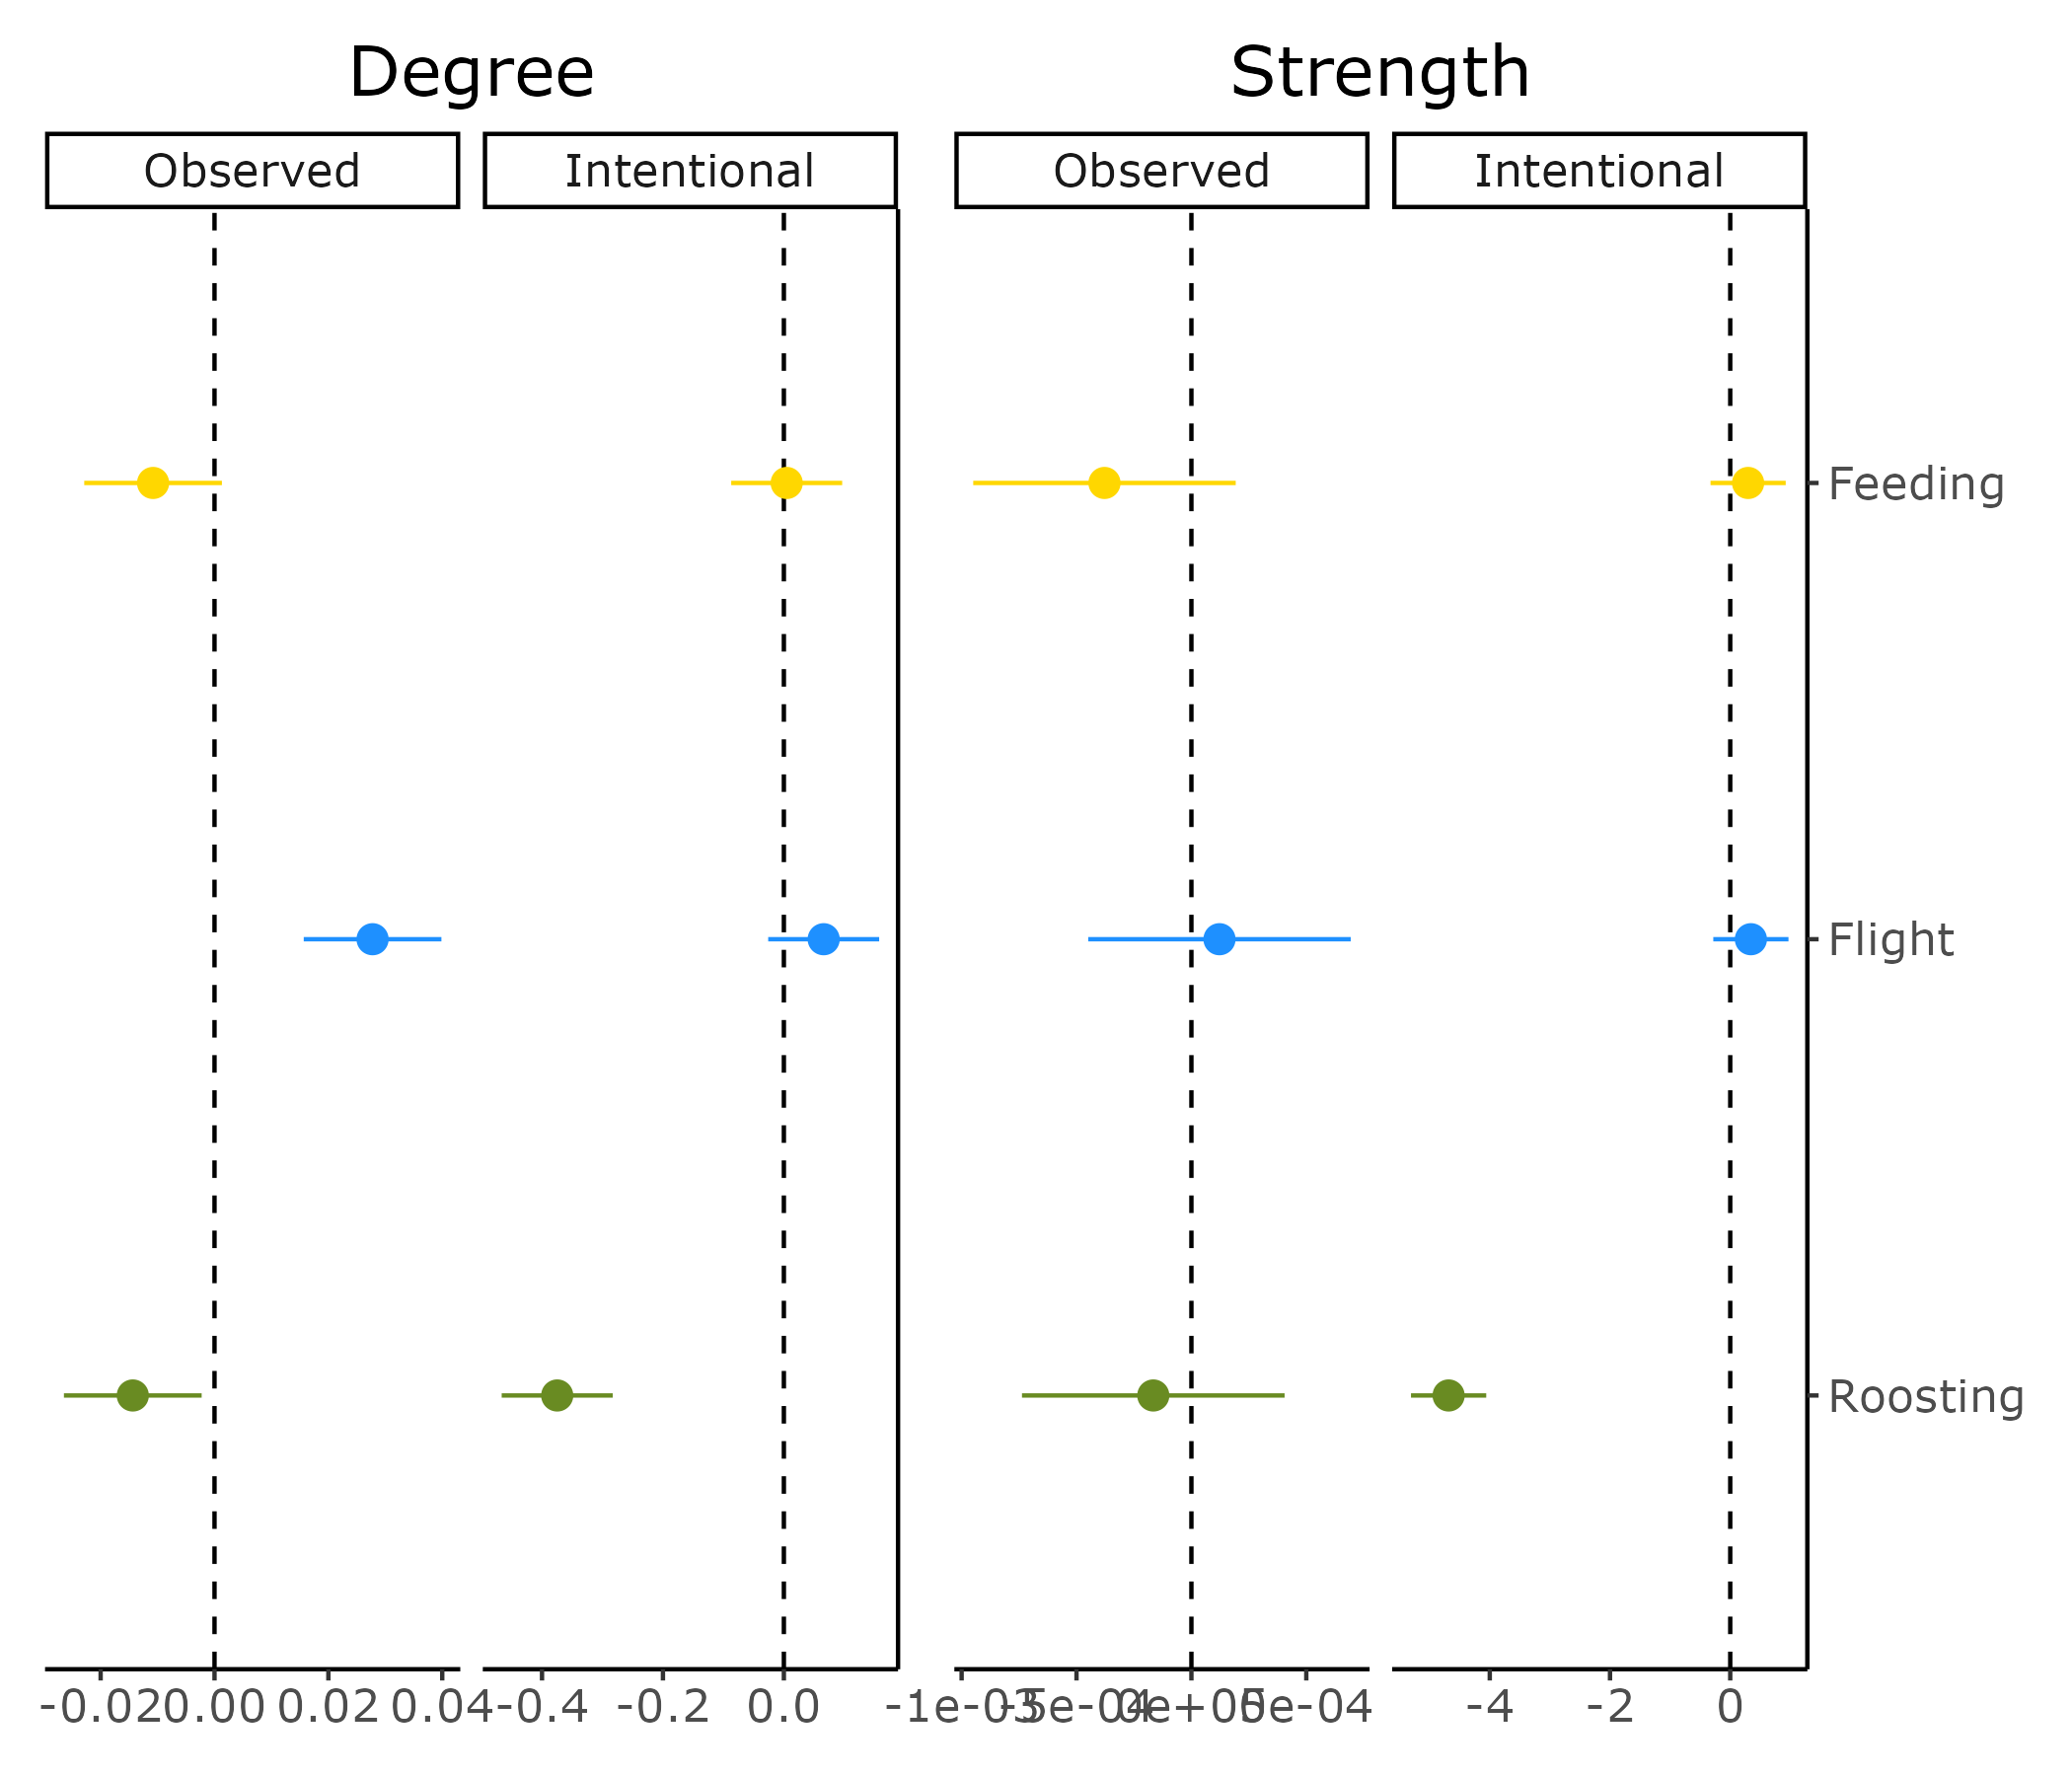 Degree Strength
Observed Intentional Observed Intentional
Feeding
Flight
Roosting
-0.02 0.00 0.02 0.04 -0.4 -0.2 0.0 -1e-03 -5e-04 0e+00 5e-04 -4 -2 0